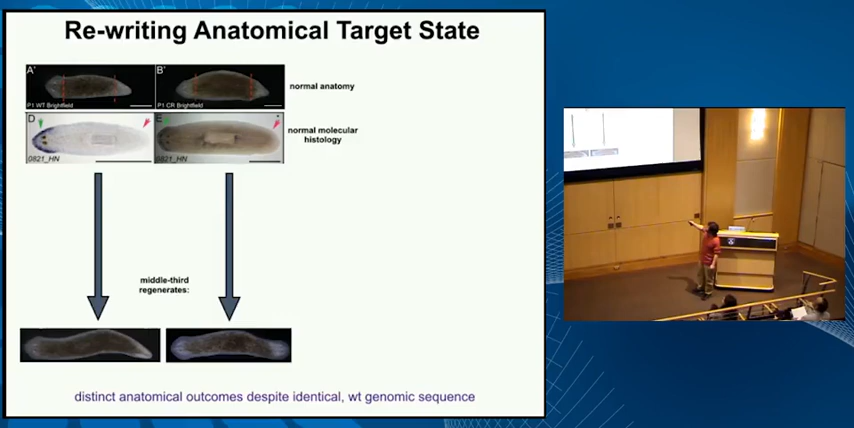 Re-writing Anatomical Target State
A'
B'
P1 WT Brightfield
P1 CR Brightfield
normal anatomy
D
E
0821_HN
0821_HN
normal molecular
histology
middle-third
regenerates:
distinct anatomical outcomes despite identical, wt genomic sequence